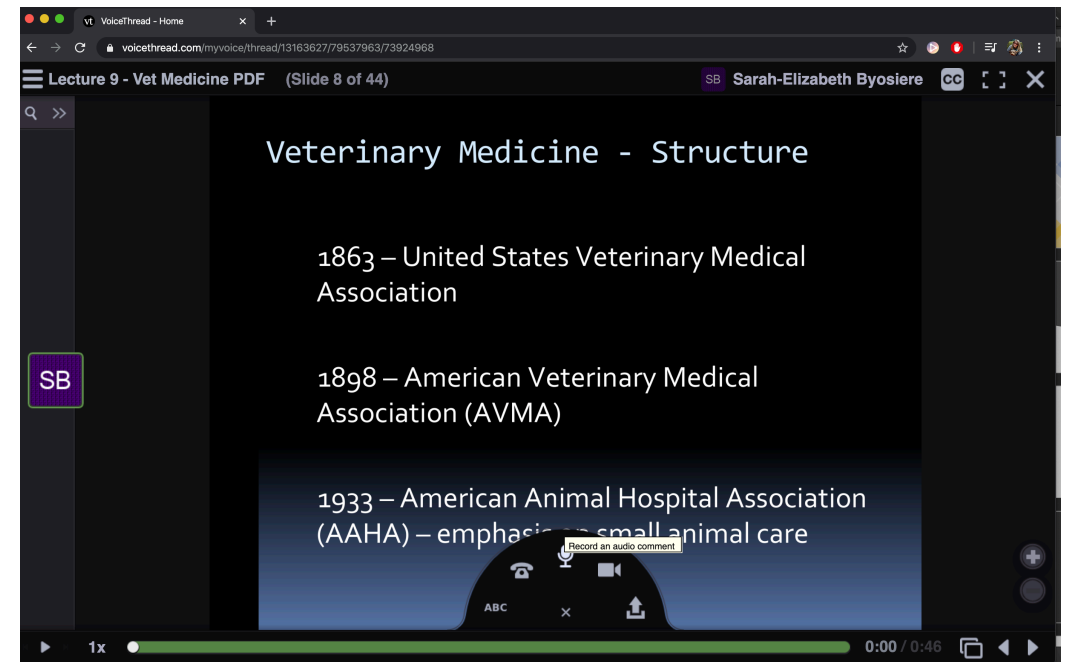 VoiceThread - Home
voicethread.com/myvoice/thread/13163627/79537963/73924968
Lecture 9 - Vet Medicine PDF (Slide 8 of 44) SB Sarah-Elizabeth Byosiere CC
Veterinary Medicine - Structure
1863 – United States Veterinary Medical
Association
SB
1898 – American Veterinary Medical
Association (AVMA)
1933 – American Animal Hospital Association
(AAHA) – emphasis on small animal care
Record an audio comment
ABC
1x 0:00 / 0:46